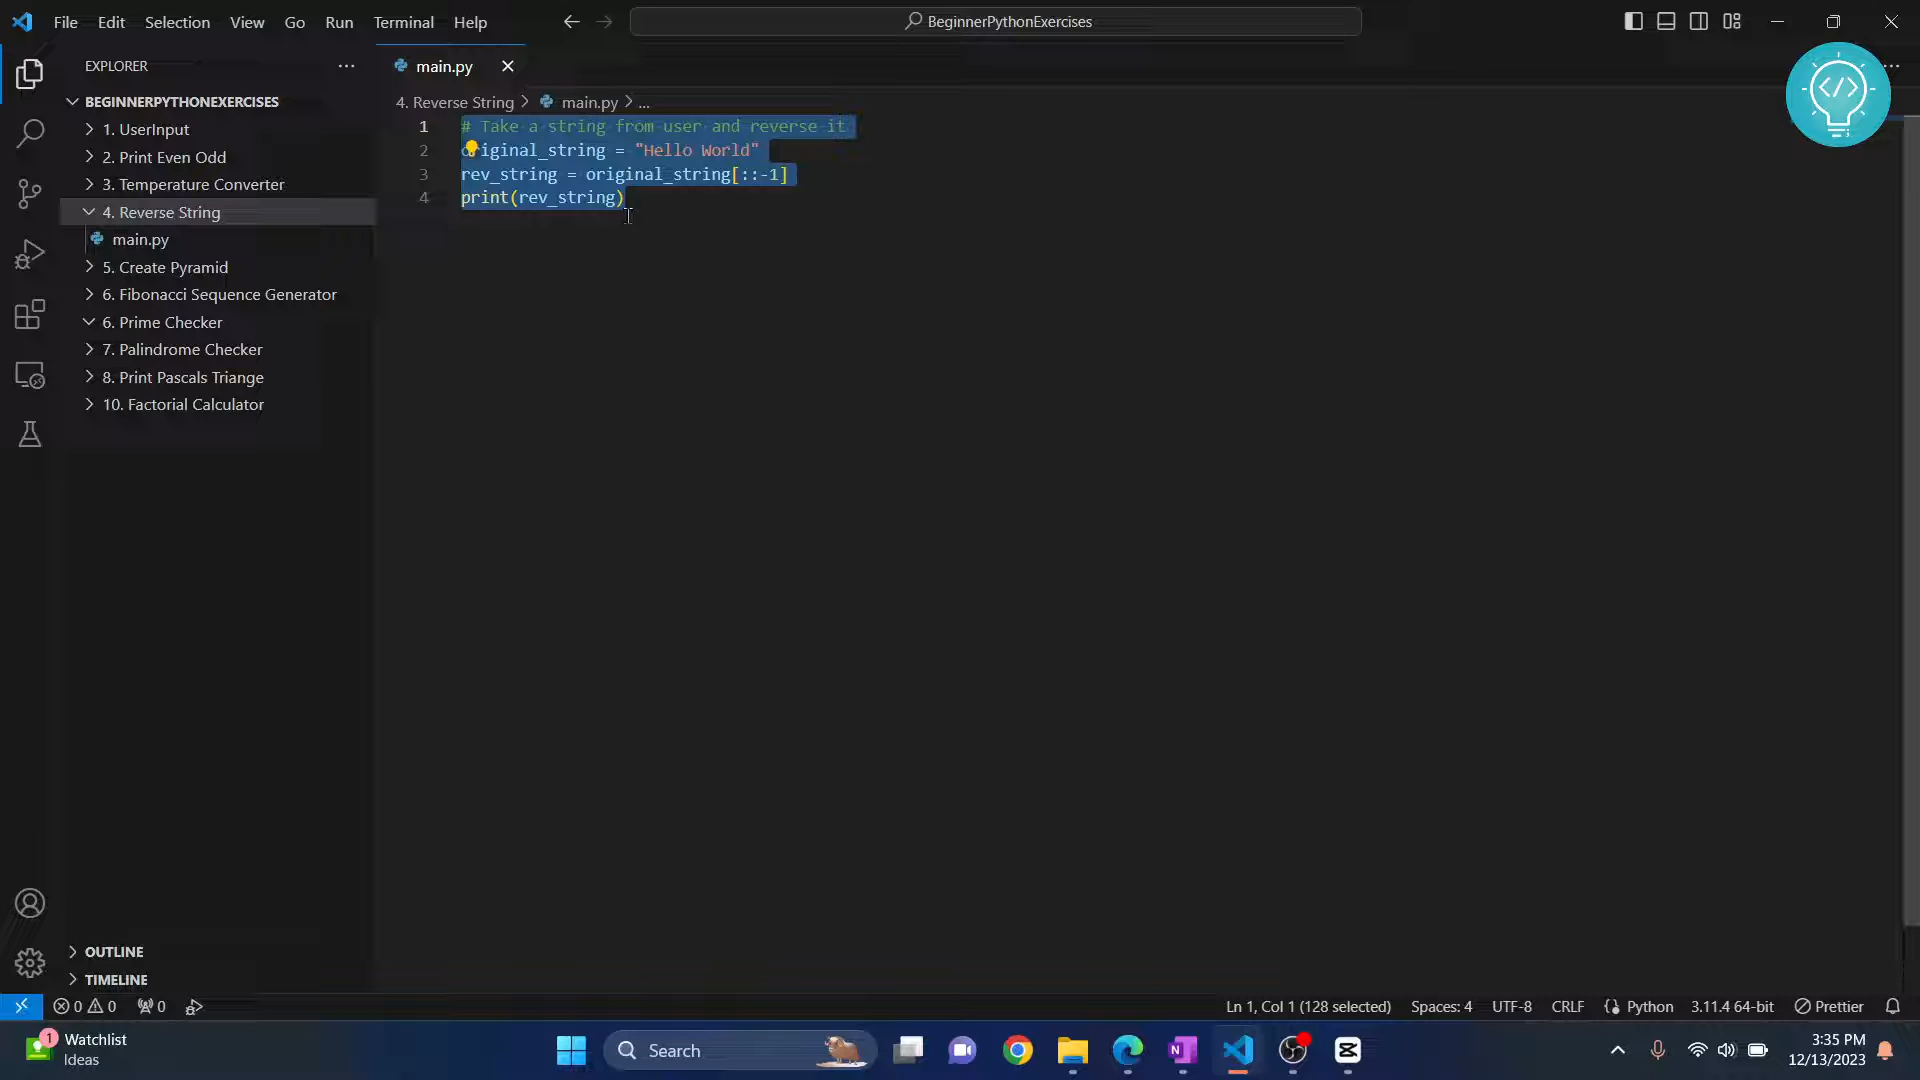 File Edit Selection View Go Run Terminal Help
BeginnerPythonExercises
EXPLORER
main.py
BEGINNERPYTHONEXERCISES
1. UserInput
2. Print Even Odd
3. Temperature Converter
4. Reverse String
main.py
5. Create Pyramid
6. Fibonacci Sequence Generator
6. Prime Checker
7. Palindrome Checker
8. Print Pascals Triange
10. Factorial Calculator
OUTLINE
TIMELINE
4. Reverse String > main.py > ...
1 # Take a string from user and reverse it
2 original_string = "Hello World"
3 rev_string = original_string[::-1]
4 print(rev_string)
</>
0 0 0
Ln 1, Col 1 (128 selected) Spaces: 4 UTF-8 CRLF Python 3.11.4 64-bit Prettier
1
Watchlist
Ideas
Search
N
3:35 PM
12/13/2023